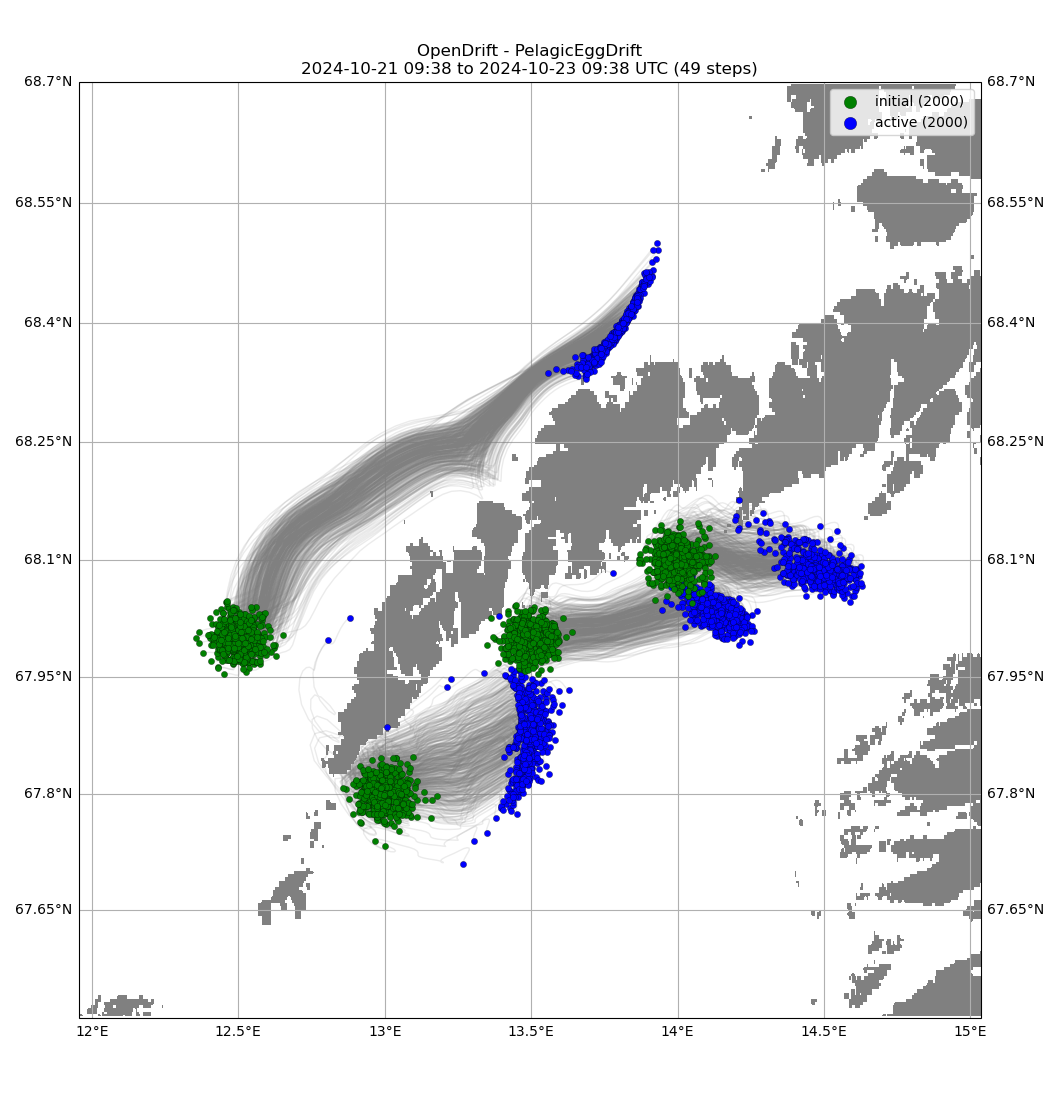 OpenDrift - PelagicEggDrift
2024-10-21 09:38 to 2024-10-23 09:38 UTC (49 steps)
initial (2000)
active (2000)
68.7°N 68.7°N
68.55°N 68.55°N
68.4°N 68.4°N
68.25°N 68.25°N
68.1°N 68.1°N
67.95°N 67.95°N
67.8°N 67.8°N
67.65°N 67.65°N
12°E 12.5°E 13°E 13.5°E 14°E 14.5°E 15°E